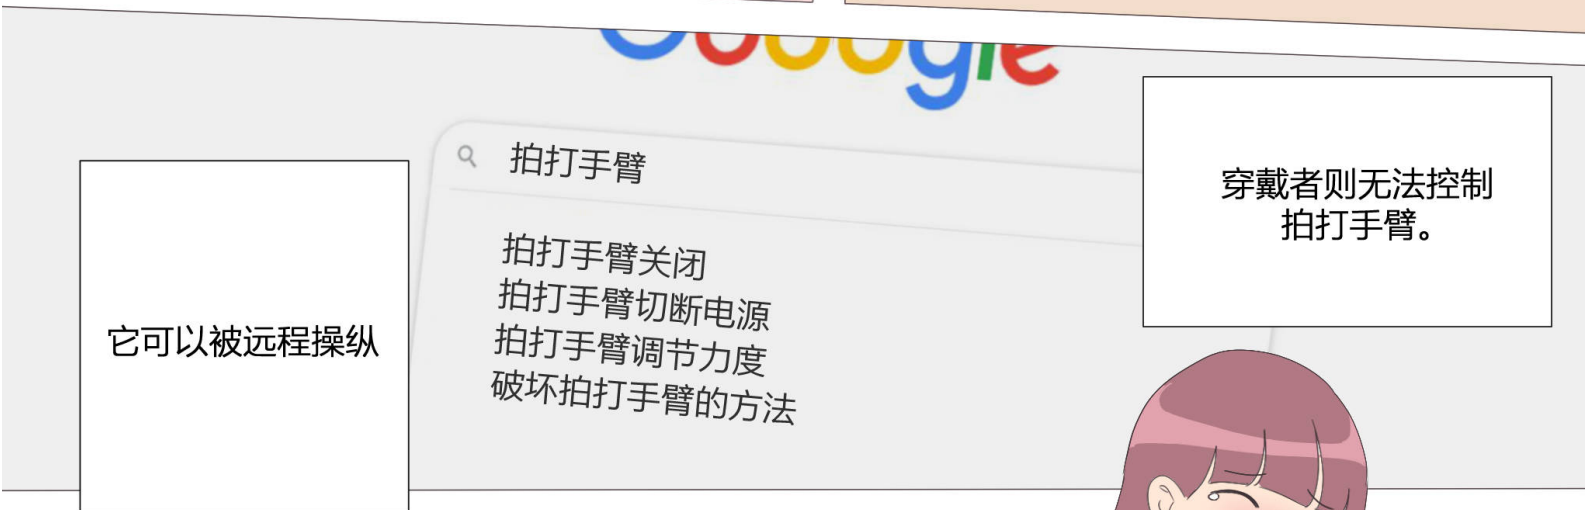 Google
拍打手臂
拍打手臂关闭
拍打手臂切断电源
拍打手臂调节力度
破坏拍打手臂的方法
穿戴者则无法控制
拍打手臂。
它可以被远程操纵